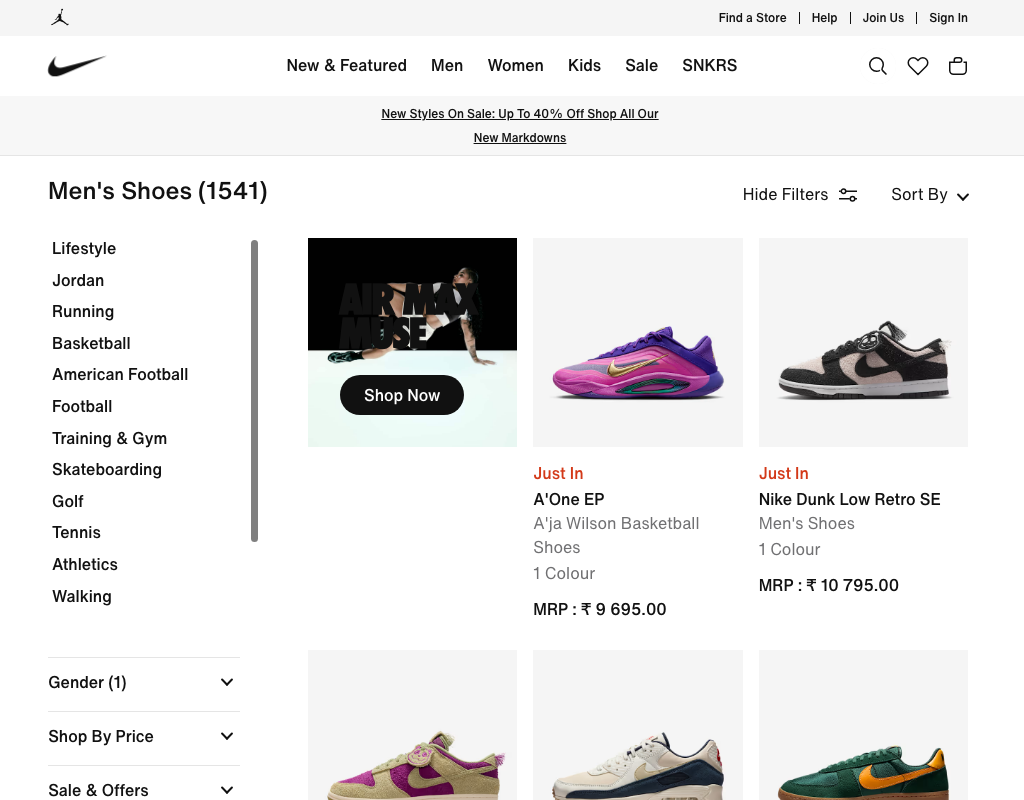 Find a Store
Help
Join Us
Sign In
New & Featured
Men
Women
Kids
Sale
SNKRS
New Styles On Sale: Up To 40% Off Shop All Our
New Markdowns
Men's Shoes (1541)
Hide Filters
Sort By
Lifestyle
Jordan
Running
Basketball
American Football
Football
Training & Gym
Skateboarding
Golf
Tennis
Athletics
Walking
Gender (1)
Shop By Price
Sale & Offers
AIR MAX
MUSE
Shop Now
Just In
A'One EP
A'ja Wilson Basketball
Shoes
1 Colour
MRP : ₹ 9 695.00
Just In
Nike Dunk Low Retro SE
Men's Shoes
1 Colour
MRP : ₹ 10 795.00